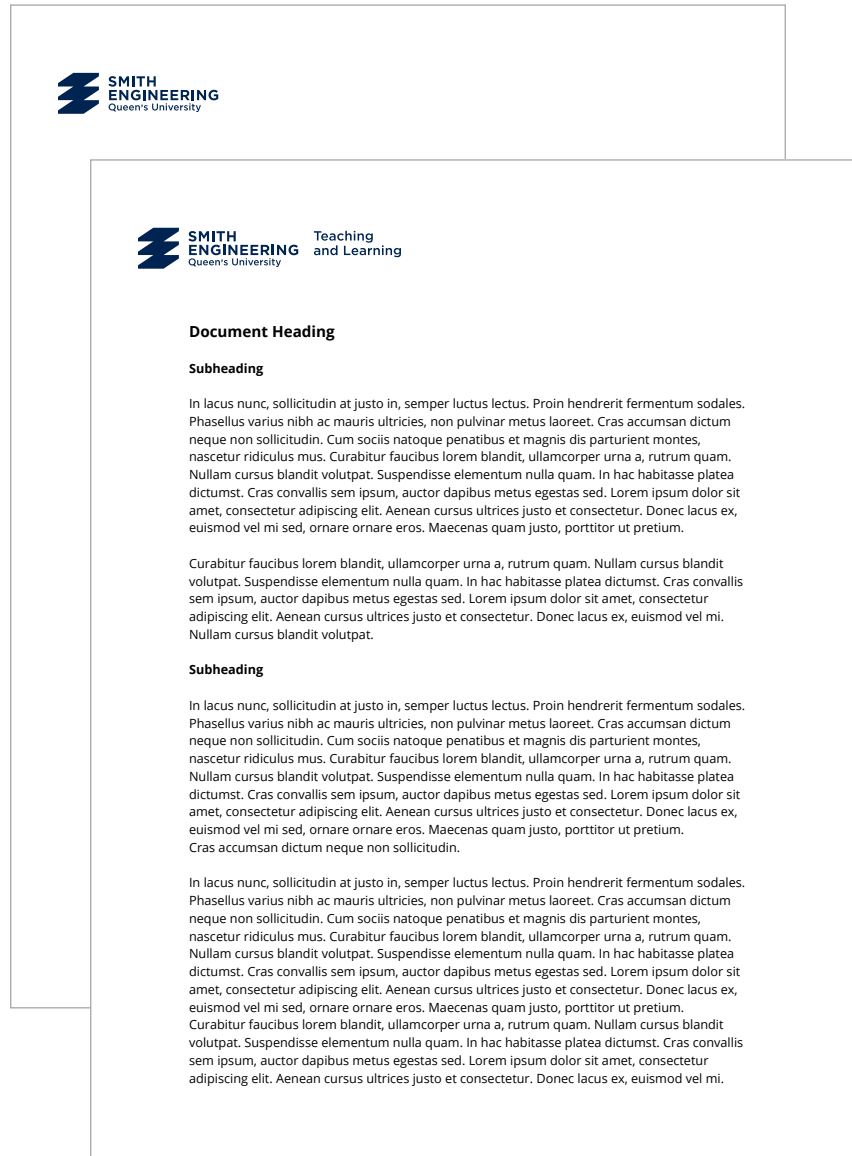 SMITH
ENGINEERING
Queen's University
SMITH
ENGINEERING
Queen's University
Teaching
and Learning
Document Heading
Subheading
In lacus nunc, sollicitudin at justo in, semper luctus lectus. Proin hendrerit fermentum sodales.
Phasellus varius nibh ac mauris ultricies, non pulvinar metus laoreet. Cras accumsan dictum
neque non sollicitudin. Cum sociis natoque penatibus et magnis dis parturient montes,
nascetur ridiculus mus. Curabitur faucibus lorem blandit, ullamcorper urna a, rutrum quam.
Nullam cursus blandit volutpat. Suspendisse elementum nulla quam. In hac habitasse platea
dictumst. Cras convallis sem ipsum, auctor dapibus metus egestas sed. Lorem ipsum dolor sit
amet, consectetur adipiscing elit. Aenean cursus ultrices justo et consectetur. Donec lacus ex,
euismod vel mi sed, ornare ornare eros. Maecenas quam justo, porttitor ut pretium.
Curabitur faucibus lorem blandit, ullamcorper urna a, rutrum quam. Nullam cursus blandit
volutpat. Suspendisse elementum nulla quam. In hac habitasse platea dictumst. Cras convallis
sem ipsum, auctor dapibus metus egestas sed. Lorem ipsum dolor sit amet, consectetur
adipiscing elit. Aenean cursus ultrices justo et consectetur. Donec lacus ex, euismod vel mi.
Nullam cursus blandit volutpat.
Subheading
In lacus nunc, sollicitudin at justo in, semper luctus lectus. Proin hendrerit fermentum sodales.
Phasellus varius nibh ac mauris ultricies, non pulvinar metus laoreet. Cras accumsan dictum
neque non sollicitudin. Cum sociis natoque penatibus et magnis dis parturient montes,
nascetur ridiculus mus. Curabitur faucibus lorem blandit, ullamcorper urna a, rutrum quam.
Nullam cursus blandit volutpat. Suspendisse elementum nulla quam. In hac habitasse platea
dictumst. Cras convallis sem ipsum, auctor dapibus metus egestas sed. Lorem ipsum dolor sit
amet, consectetur adipiscing elit. Aenean cursus ultrices justo et consectetur. Donec lacus ex,
euismod vel mi sed, ornare ornare eros. Maecenas quam justo, porttitor ut pretium.
Cras accumsan dictum neque non sollicitudin.
In lacus nunc, sollicitudin at justo in, semper luctus lectus. Proin hendrerit fermentum sodales.
Phasellus varius nibh ac mauris ultricies, non pulvinar metus laoreet. Cras accumsan dictum
neque non sollicitudin. Cum sociis natoque penatibus et magnis dis parturient montes,
nascetur ridiculus mus. Curabitur faucibus lorem blandit, ullamcorper urna a, rutrum quam.
Nullam cursus blandit volutpat. Suspendisse elementum nulla quam. In hac habitasse platea
dictumst. Cras convallis sem ipsum, auctor dapibus metus egestas sed. Lorem ipsum dolor sit
amet, consectetur adipiscing elit. Aenean cursus ultrices justo et consectetur. Donec lacus ex,
euismod vel mi sed, ornare ornare eros. Maecenas quam justo, porttitor ut pretium.
Curabitur faucibus lorem blandit, ullamcorper urna a, rutrum quam. Nullam cursus blandit
volutpat. Suspendisse elementum nulla quam. In hac habitasse platea dictumst. Cras convallis
sem ipsum, auctor dapibus metus egestas sed. Lorem ipsum dolor sit amet, consectetur
adipiscing elit. Aenean cursus ultrices justo et consectetur. Donec lacus ex, euismod vel mi.